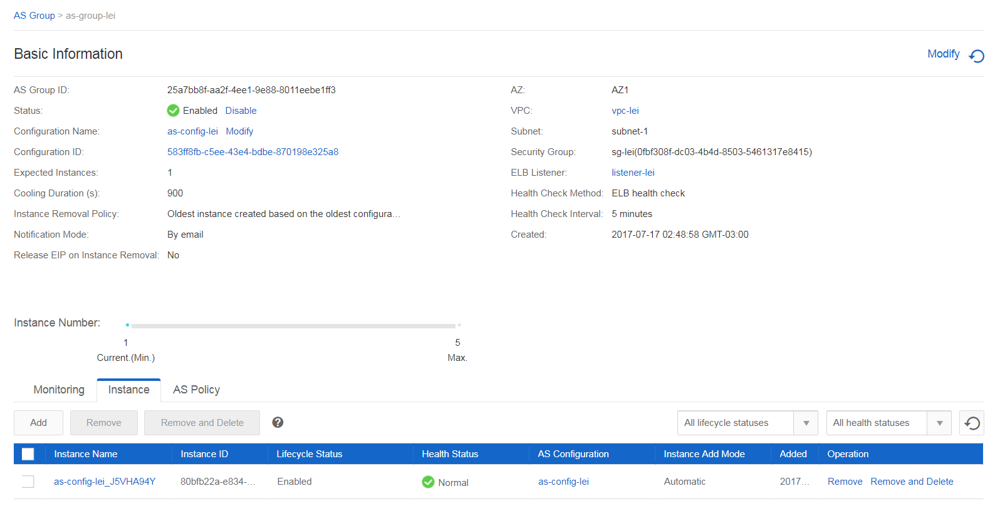 AS Group > as-group-lei
Basic Information
Modify
AS Group ID: 25a7bb8f-aa2f-4ee1-9e88-8011eebe1ff3
AZ: AZ1
Status: Enabled Disable
VPC: vpc-lei
Configuration Name: as-config-lei Modify
Subnet: subnet-1
Configuration ID: 583ff8fb-c5ee-43e4-bdbe-870198e325a8
Security Group: sg-lei(0fbf308f-dc03-4b4d-8503-5461317e8415)
Expected Instances: 1
ELB Listener: listener-lei
Cooling Duration (s): 900
Health Check Method: ELB health check
Instance Removal Policy: Oldest instance created based on the oldest configura...
Health Check Interval: 5 minutes
Notification Mode: By email
Created: 2017-07-17 02:48:58 GMT-03:00
Release EIP on Instance Removal: No
Instance Number:
1 5
Current.(Min.) Max.
Monitoring Instance AS Policy
Add Remove Remove and Delete ? All lifecycle statuses All health statuses
Instance Name Instance ID Lifecycle Status Health Status AS Configuration Instance Add Mode Added Operation
as-config-lei_J5VHA94Y 80bfb22a-e834-... Enabled Normal as-config-lei Automatic 2017... Remove Remove and Delete